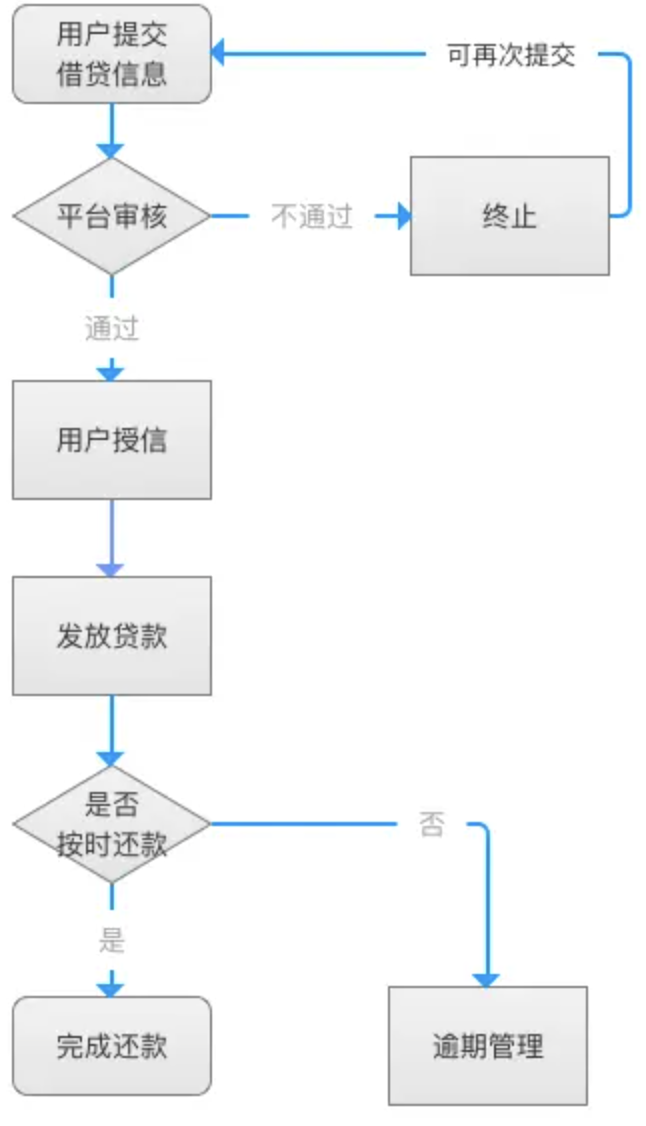 用户提交
借贷信息
可再次提交
平台审核
不通过
终止
通过
用户授信
发放贷款
是否
按时还款
否
是
完成还款
逾期管理